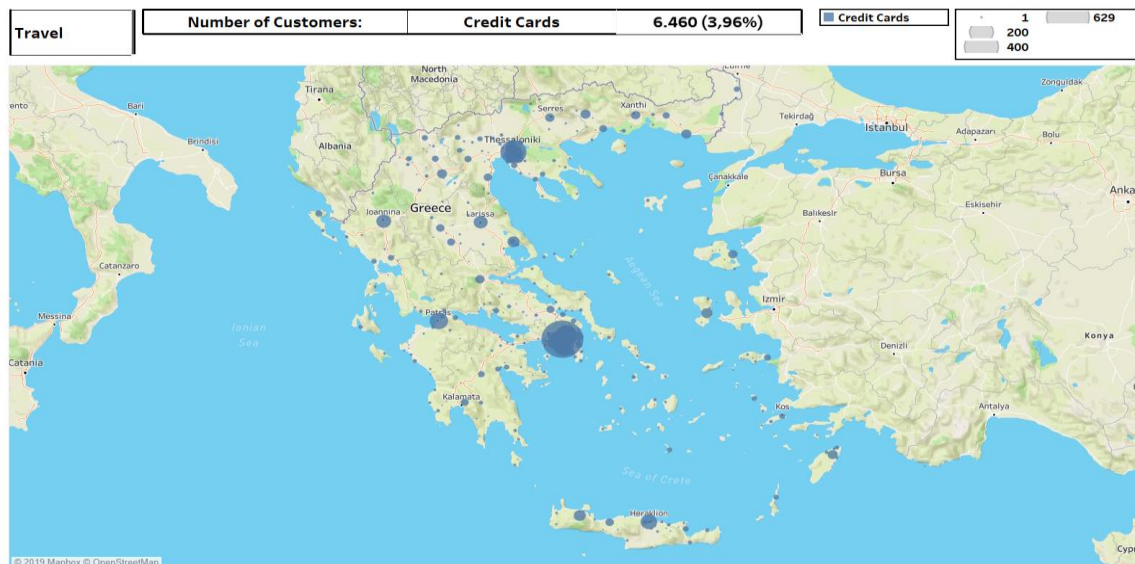 Travel
Number of Customers: Credit Cards 6.460 (3,96%)
Credit Cards
1 629
200
400
North
Macedonia
Zonguldak
Tirana
Bari
Serres
Xanthi
Tekirdağ
Istanbul
Adapazarı
Bolu
Brindisi
Albania
Thessaloniki
Çanakkale
Bursa
Eskisehir
Balıkesir
Greece
Ioannina
Larissa
Catanzaro
Aegean Sea
Izmir
Messina
Patras
Ionian
Sea
Konya
Denizli
Catania
Kalamata
Kos
Antalya
Sea of Crete
Heraklion
© 2019 Mapbox © OpenStreetMap